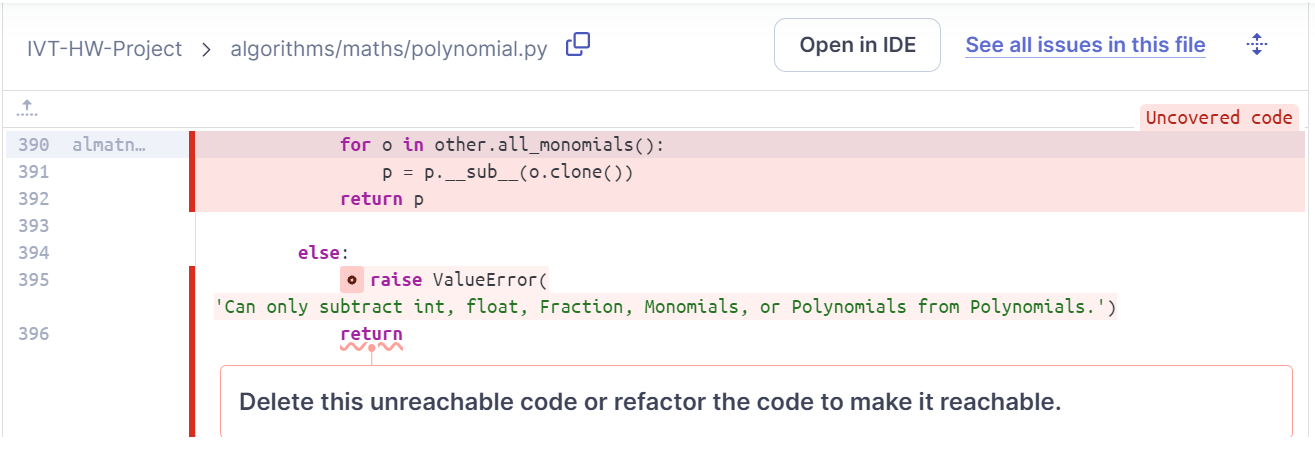 IVT-HW-Project > algorithms/maths/polynomial.py Open in IDE See all issues in this file
Uncovered code
390 almatn… for o in other.all_monomials():
391 p = p.__sub__(o.clone())
392 return p
393
394 else:
395 raise ValueError(
'Can only subtract int, float, Fraction, Monomials, or Polynomials from Polynomials.')
396 return
Delete this unreachable code or refactor the code to make it reachable.